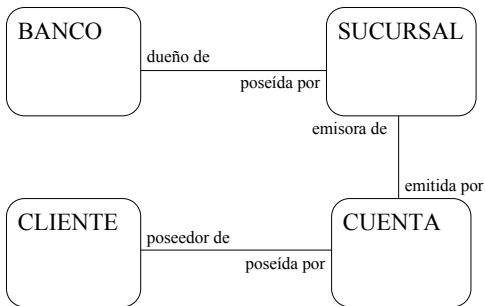 BANCO
SUCURSAL
dueño de
poseída por
emisora de
emitida por
CLIENTE
CUENTA
poseedor de
poseída por